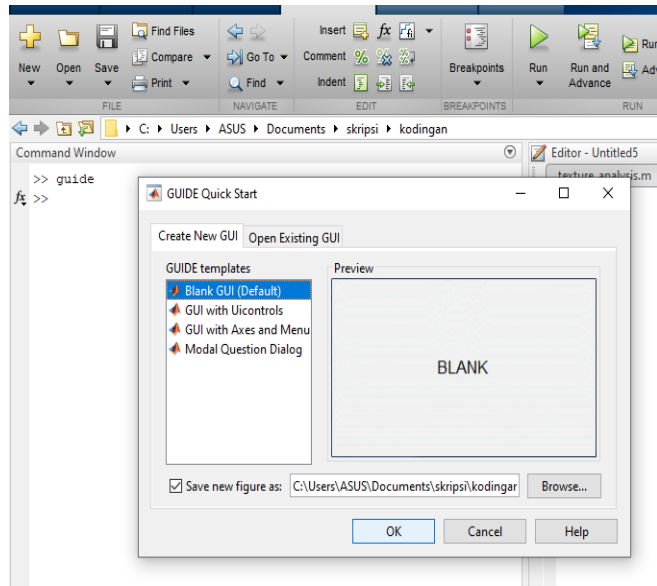 Find Files
Insert fx
New Open Save
Compare
Go To
Comment
Breakpoints
Run
Run and Advance
Print
Find
Indent
FILE NAVIGATE EDIT BREAKPOINTS RUN
C: Users ASUS Documents skripsi kodingan
Command Window
Editor - Untitled5
texture_analysis.m
>> guide
fx >>
GUIDE Quick Start
Create New GUI Open Existing GUI
GUIDE templates
Preview
Blank GUI (Default)
GUI with Uicontrols
GUI with Axes and Menu
Modal Question Dialog
BLANK
Save new figure as: C:\Users\ASUS\Documents\skripsi\kodingar Browse...
OK Cancel Help